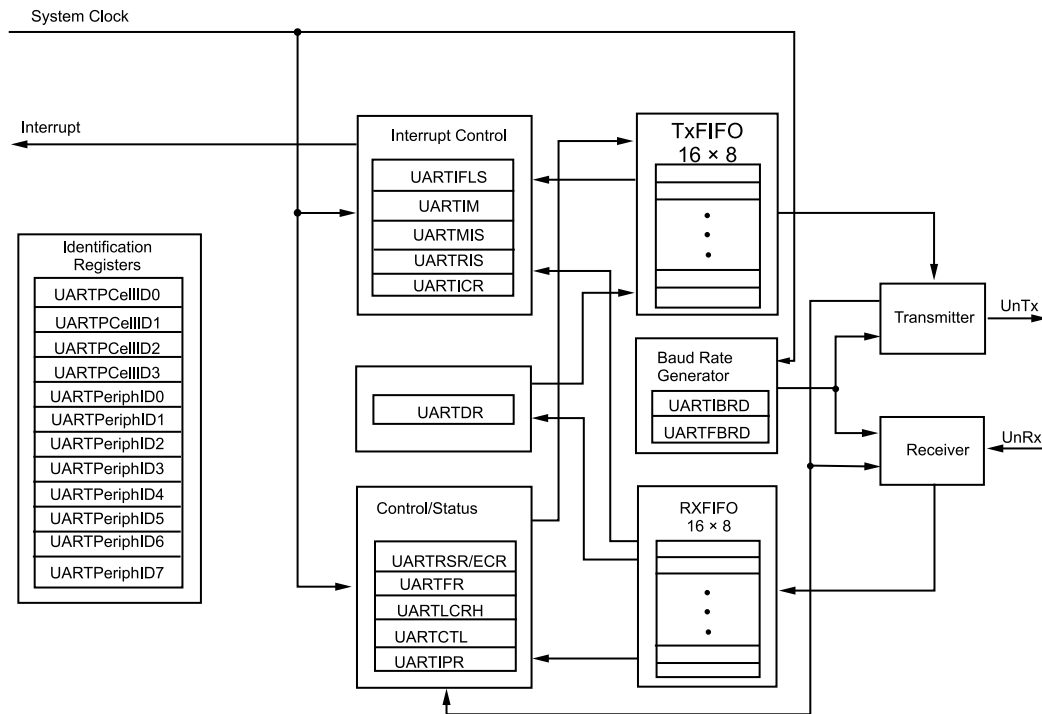 System Clock
Interrupt
Interrupt Control
UARTIFLS
UARTIM
UARTMIS
UARTRIS
UARTICR
TxFIFO
16 × 8
Identification
Registers
UARTPCellID0
UARTPCellID1
UARTPCellID2
UARTPCellID3
UARTPeriphID0
UARTPeriphID1
UARTPeriphID2
UARTPeriphID3
UARTPeriphID4
UARTPeriphID5
UARTPeriphID6
UARTPeriphID7
UARTDR
Baud Rate
Generator
UARTIBRD
UARTFBRD
Transmitter
UnTx
Receiver
UnRx
Control/Status
UARTRSR/ECR
UARTFR
UARTLCRH
UARTCTL
UARTIPR
RXFIFO
16 × 8